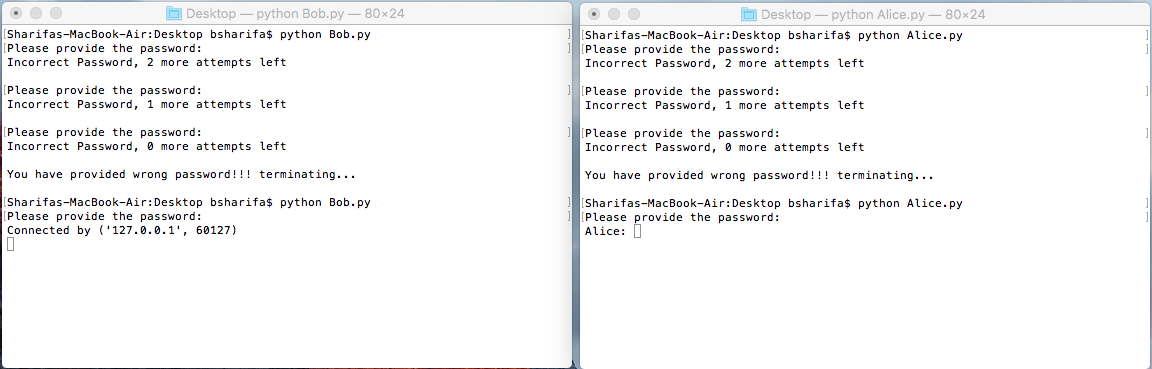 Desktop — python Bob.py — 80×24
[Sharifas-MacBook-Air:Desktop bsharifa$ python Bob.py ]
[Please provide the password: ]
Incorrect Password, 2 more attempts left
[Please provide the password: ]
Incorrect Password, 1 more attempts left
[Please provide the password: ]
Incorrect Password, 0 more attempts left
You have provided wrong password!!! terminating...
[Sharifas-MacBook-Air:Desktop bsharifa$ python Bob.py ]
[Please provide the password: ]
Connected by ('127.0.0.1', 60127)
Desktop — python Alice.py — 80×24
[Sharifas-MacBook-Air:Desktop bsharifa$ python Alice.py ]
[Please provide the password: ]
Incorrect Password, 2 more attempts left
[Please provide the password: ]
Incorrect Password, 1 more attempts left
[Please provide the password: ]
Incorrect Password, 0 more attempts left
You have provided wrong password!!! terminating...
[Sharifas-MacBook-Air:Desktop bsharifa$ python Alice.py ]
[Please provide the password: ]
Alice: